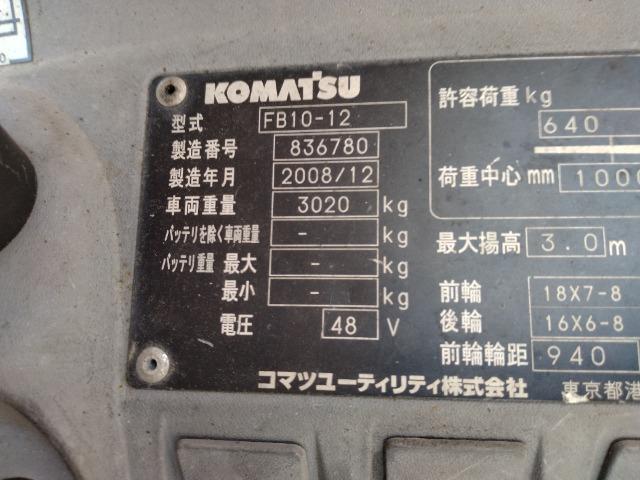 KOMATSU
型式 FB10-12
製造番号 836780
製造年月 2008/12
車両重量 3020 kg
バッテリを除く車両重量 - kg
バッテリ重量 最大 - kg
最小 - kg
電圧 48 V
許容荷重 kg
640
荷重中心 mm 1000
最大揚高 3.0 m
前輪 18X7-8
後輪 16X6-8
前輪輪距 940
コマツユーティリティ株式会社 東京都港